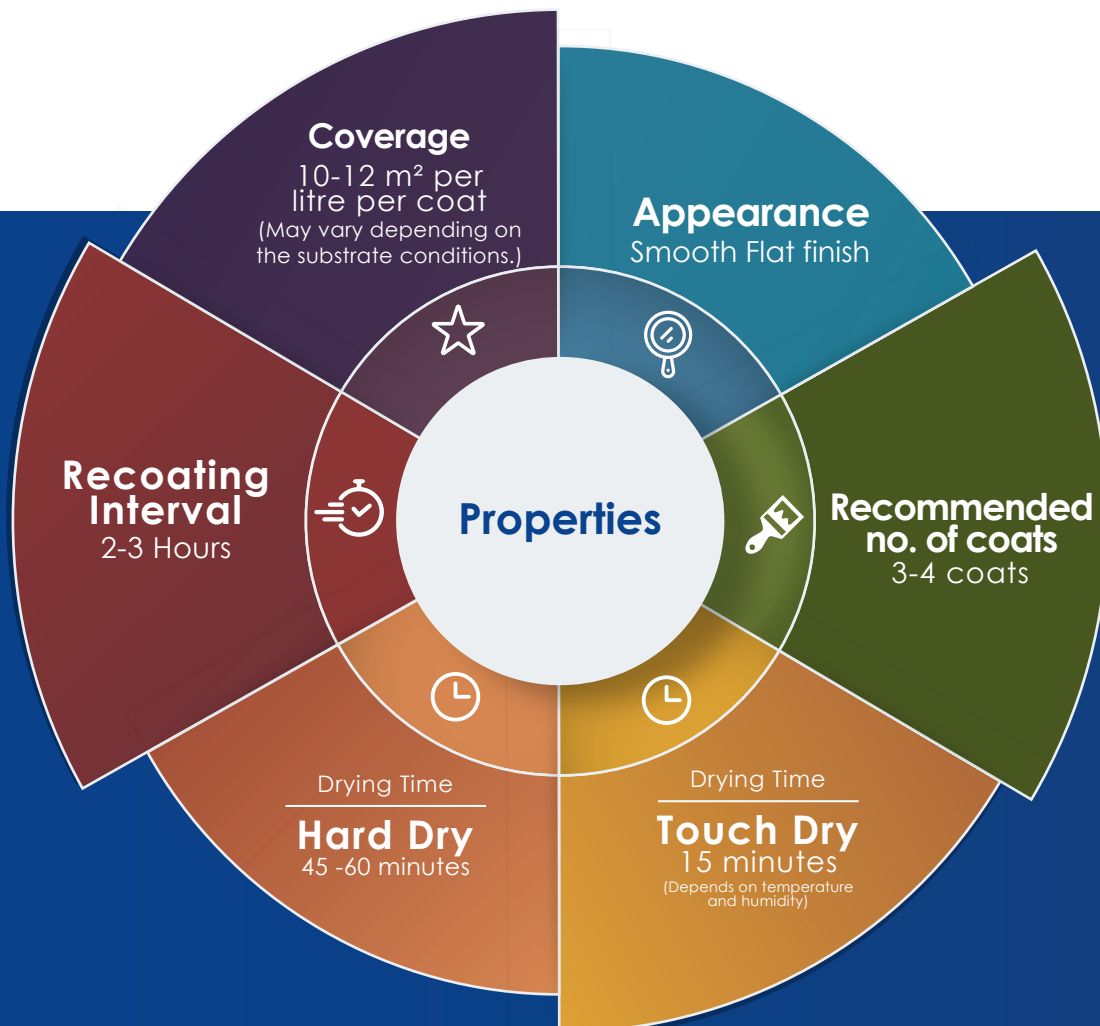 Coverage
10-12 m² per
litre per coat
(May vary depending on
the substrate conditions.)
Appearance
Smooth Flat finish
Recoating
Interval
2-3 Hours
Properties
Recommended
no. of coats
3-4 coats
Drying Time
Hard Dry
45 -60 minutes
Drying Time
Touch Dry
15 minutes
(Depends on temperature
and humidity)